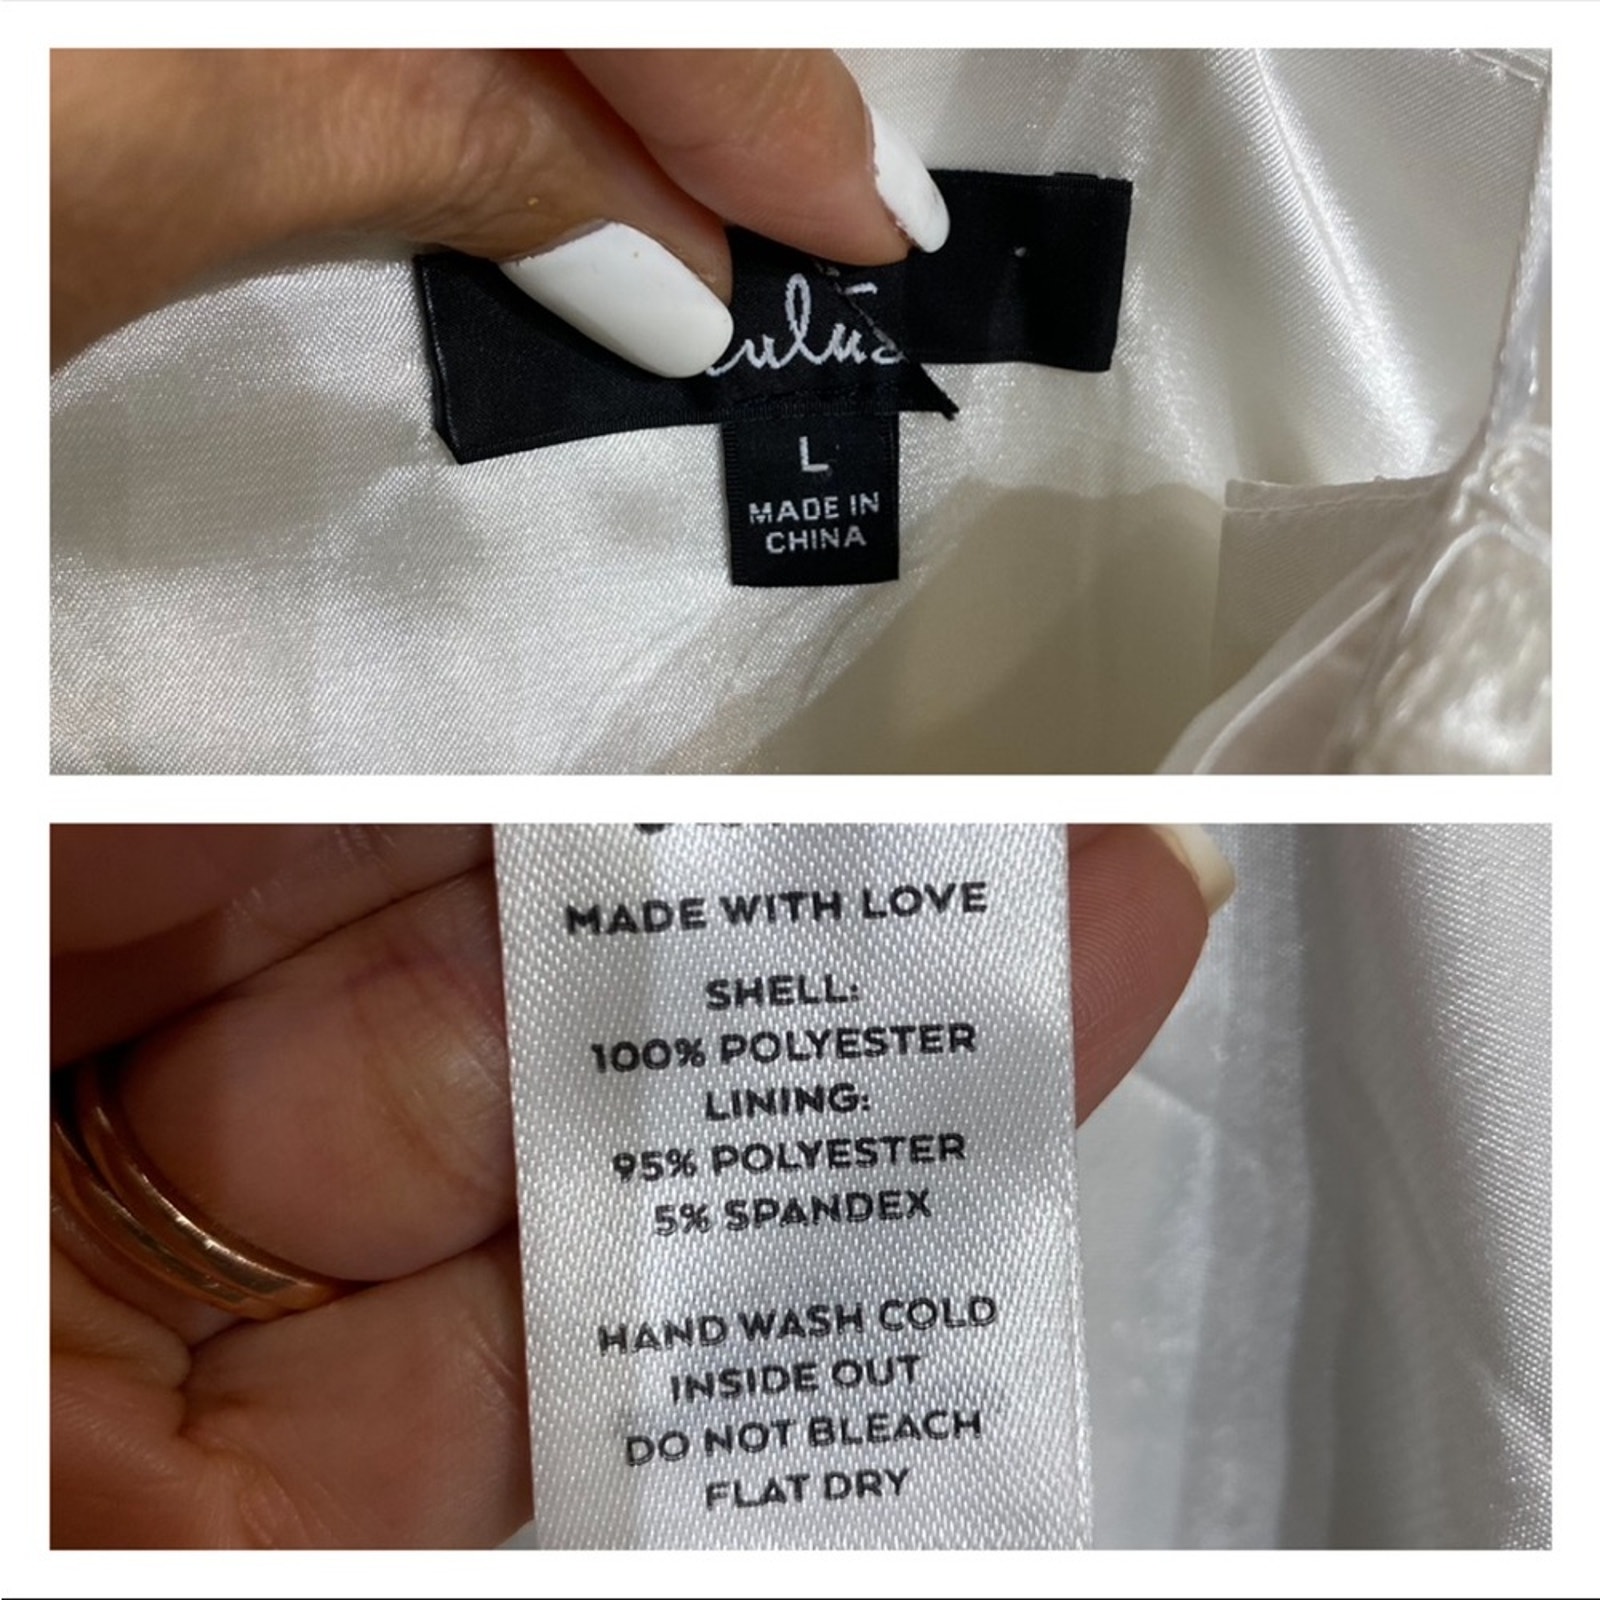 Lulus
L
MADE IN
CHINA
MADE WITH LOVE
SHELL:
100% POLYESTER
LINING:
95% POLYESTER
5% SPANDEX
HAND WASH COLD
INSIDE OUT
DO NOT BLEACH
FLAT DRY